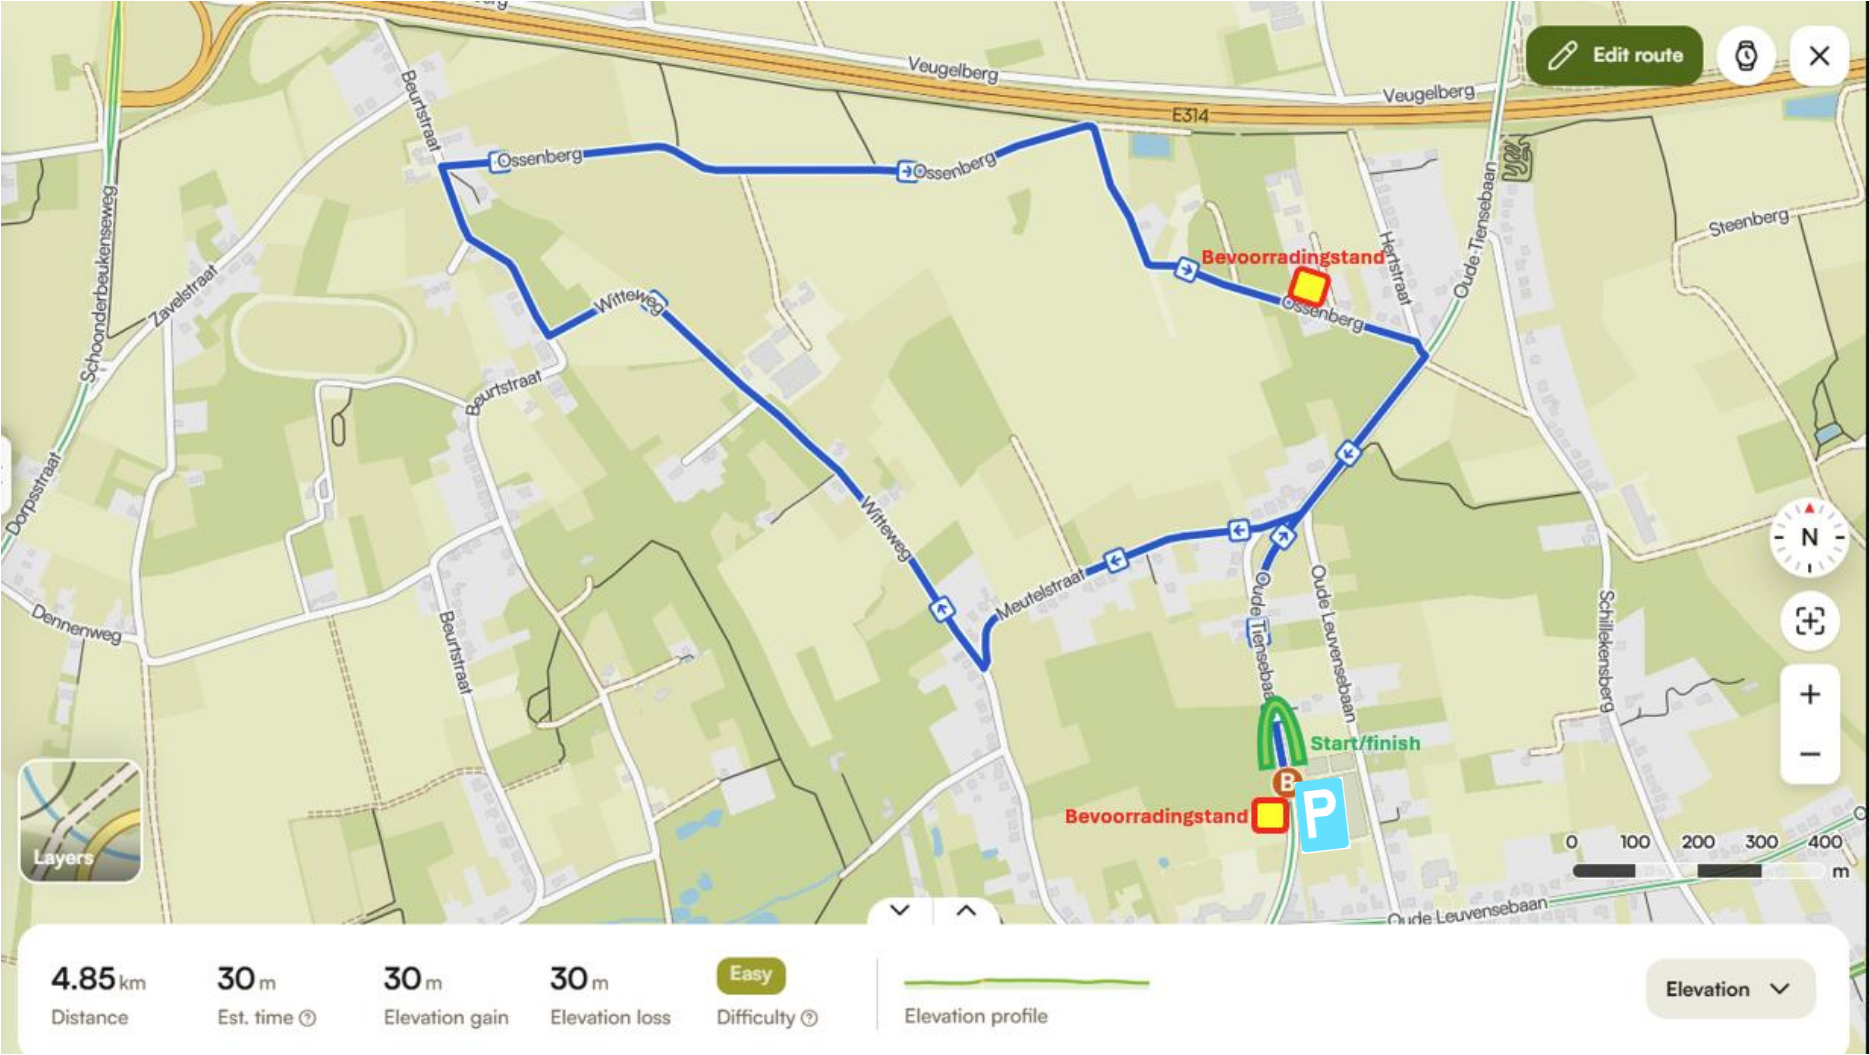 Veugelberg
Veugelberg
E314
Edit route
Beurtstraat
Ossenberg
Ossenberg
Schoonderbeukenseweg
Zavelstraat
Bevoorradingstand
Hertstraat
Oude Tiensebaan
Steenberg
Ossenberg
Witteweg
Beurtstraat
Dorpsstraat
Witteweg
N
Meutelstraat
Oude Tiensebaan
Oude Leuvensebaan
Schillekensberg
Dennenweg
Beurtstraat
Start/finish
B
P
Bevoorradingstand
Layers
0 100 200 300 400
m
Oude Leuvensebaan
4.85 km
Distance
30 m
Est. time
30 m
Elevation gain
30 m
Elevation loss
Easy
Difficulty
Elevation profile
Elevation